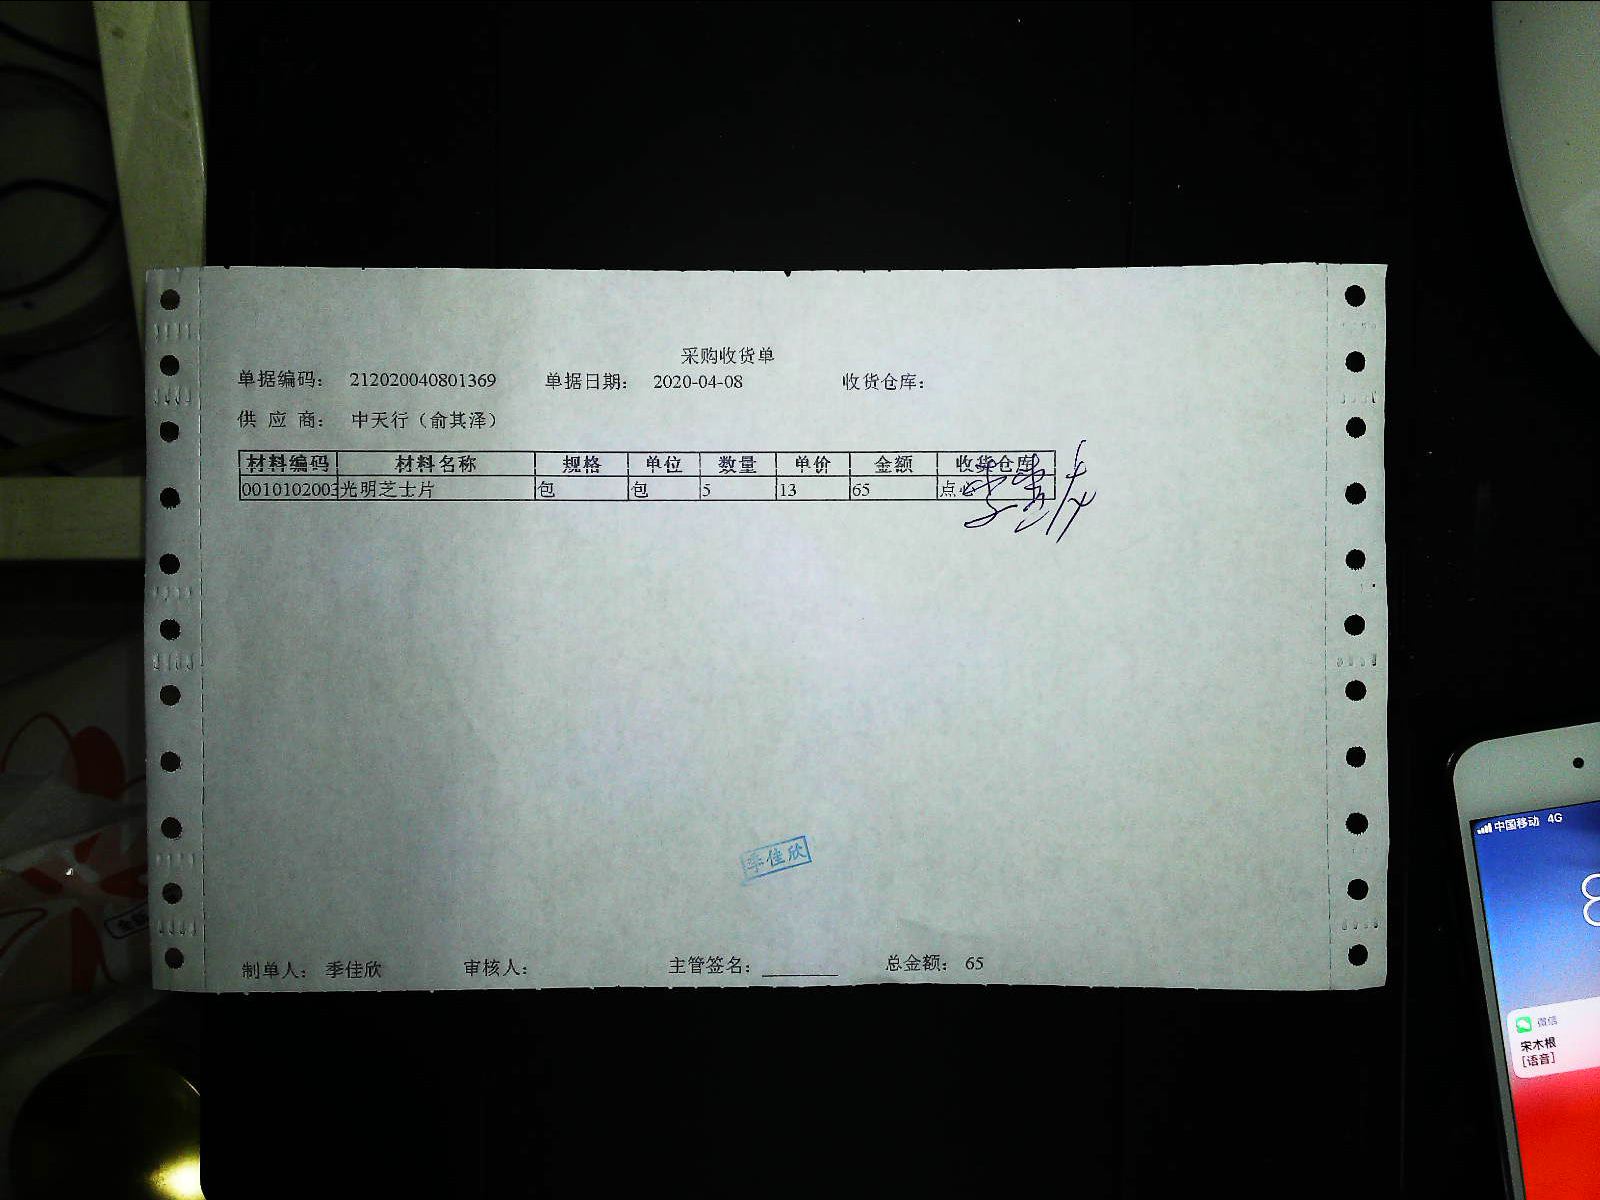 采购收货单
单据编码： 212020040801369 单据日期： 2020-04-08 收货仓库：
供 应 商： 中天行（俞其泽）
材料编码 材料名称 规格 单位 数量 单价 金额 收货仓库
0010102003 光明芝士片 包 包 5 13 65 点心
季佳欣
制单人： 季佳欣 审核人： 主管签名： 总金额： 65
中国移动 4G
8
微信
宋木根
[语音]